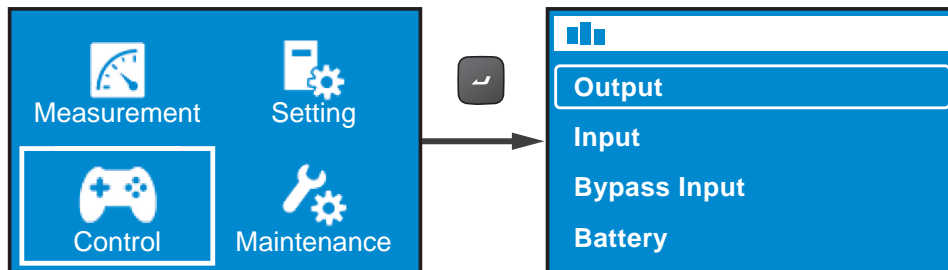 Measurement
Setting
Control
Maintenance
Output
Input
Bypass Input
Battery